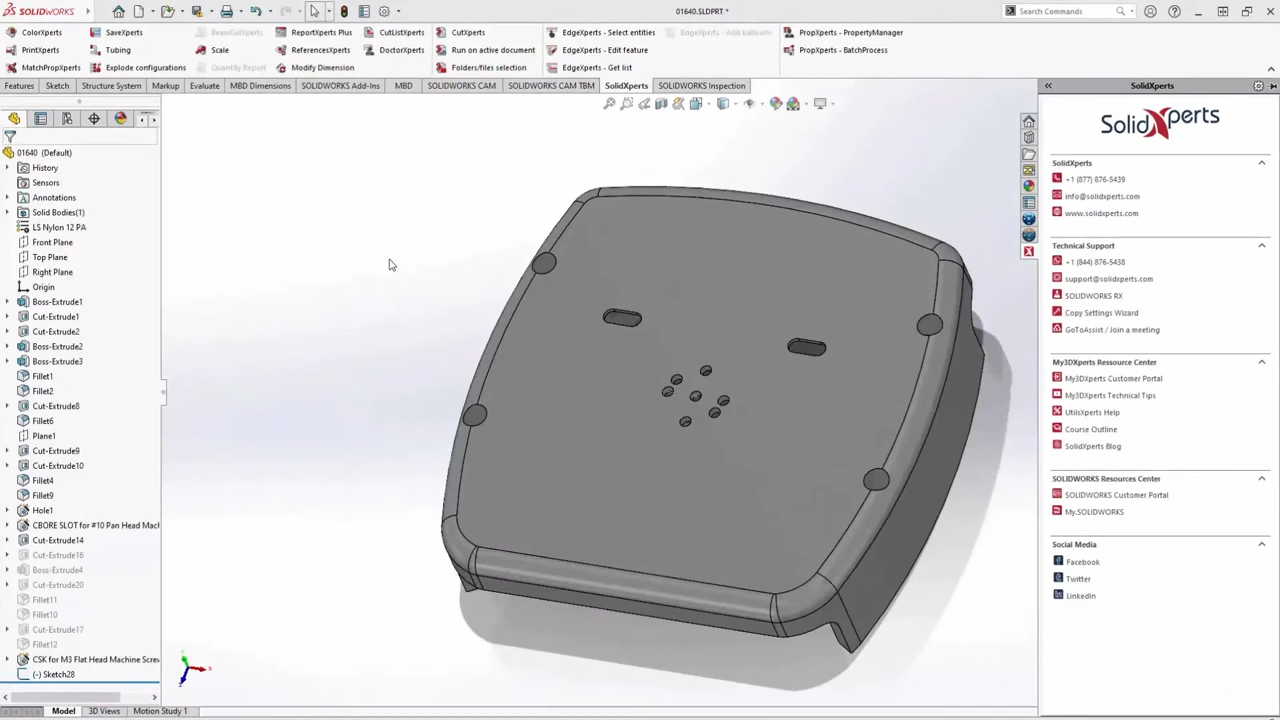 SOLIDWORKS
01640.SLDPRT *
Search Commands
ColorXperts
SaveXperts
BeamCutXperts
ReportXperts Plus
CutListXperts
CutXperts
EdgeXperts - Select entities
EdgeXperts - Add balloons
PropXperts - PropertyManager
PrintXperts
Tubing
Scale
ReferencesXperts
DoctorXperts
Run on active document
EdgeXperts - Edit feature
PropXperts - BatchProcess
MatchPropXperts
Explode configurations
Quantity Report
Modify Dimension
Folders/files selection
EdgeXperts - Get list
Features
Sketch
Structure System
Markup
Evaluate
MBD Dimensions
SOLIDWORKS Add-Ins
MBD
SOLIDWORKS CAM
SOLIDWORKS CAM TBM
SolidXperts
SOLIDWORKS Inspection
01640 (Default)
History
Sensors
Annotations
Solid Bodies(1)
LS Nylon 12 PA
Front Plane
Top Plane
Right Plane
Origin
Boss-Extrude1
Cut-Extrude1
Cut-Extrude2
Boss-Extrude2
Boss-Extrude3
Fillet1
Fillet2
Cut-Extrude8
Fillet6
Plane1
Cut-Extrude9
Cut-Extrude10
Fillet4
Fillet9
Hole1
CBORE SLOT for #10 Pan Head Mac
Cut-Extrude14
Cut-Extrude16
Boss-Extrude4
Cut-Extrude20
Fillet11
Fillet10
Cut-Extrude17
Fillet12
CSK for M3 Flat Head Machine Screw
(-) Sketch28
Model
3D Views
Motion Study 1
SolidXperts
SolidXperts
SolidXperts
+1 (877) 876-5439
info@solidxperts.com
www.solidxperts.com
Technical Support
+1 (844) 876-5438
support@solidxperts.com
SOLIDWORKS RX
Copy Settings Wizard
GoToAssist / Join a meeting
My3DXperts Ressource Center
My3DXperts Customer Portal
My3DXperts Technical Tips
UtilsXperts Help
Course Outline
SolidXperts Blog
SOLIDWORKS Resources Center
SOLIDWORKS Customer Portal
My.SOLIDWORKS
Social Media
Facebook
Twitter
LinkedIn